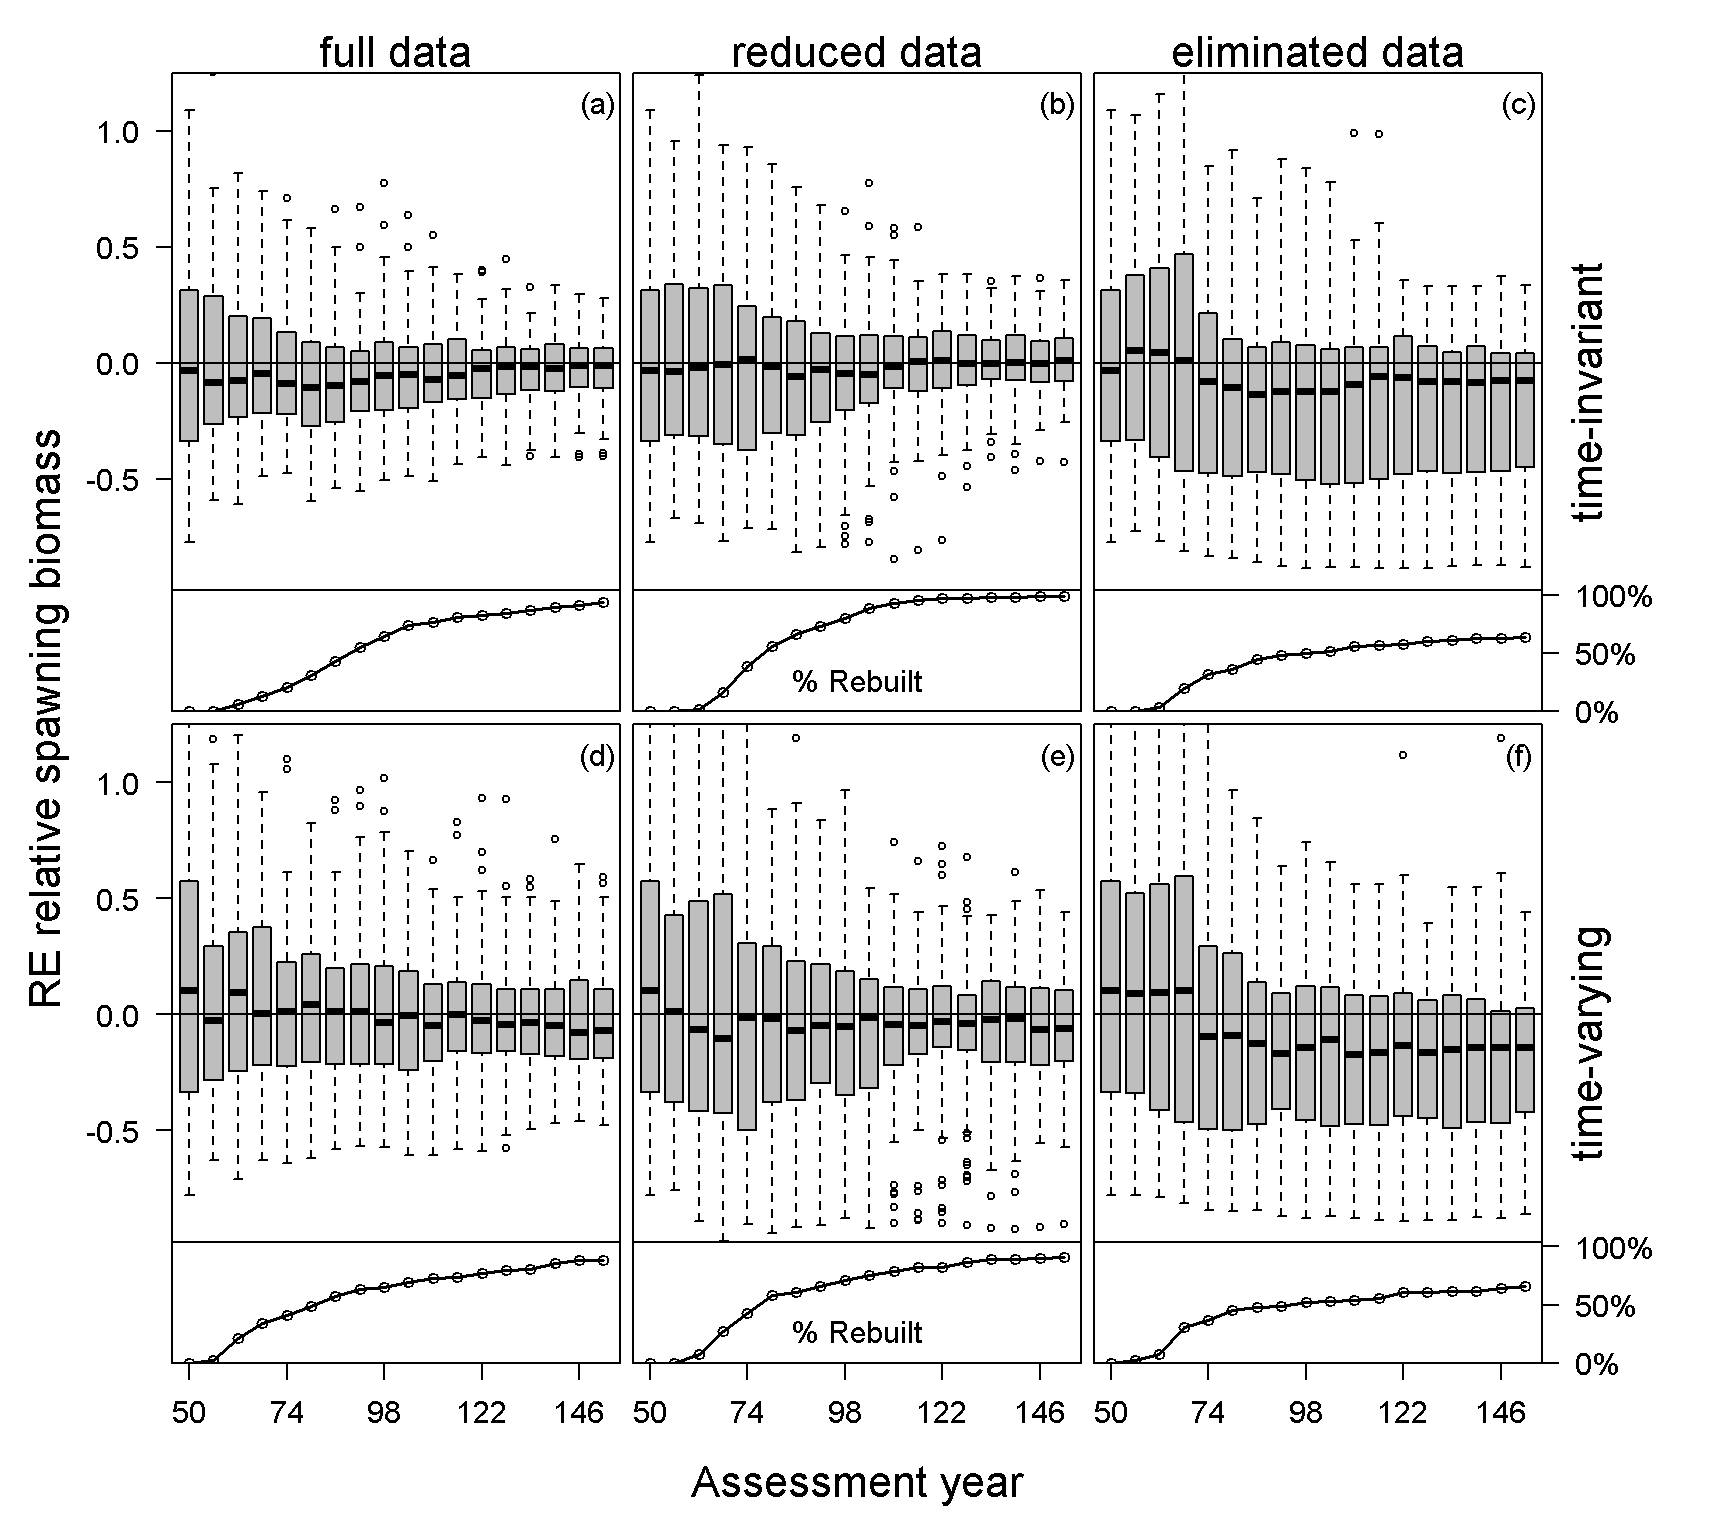 full data
reduced data
eliminated data
(a)
(b)
(c)
1.0
0.5
0.0
-0.5
time-invariant
% Rebuilt
100%
50%
0%
RE relative spawning biomass
(d)
(e)
(f)
1.0
0.5
0.0
-0.5
time-varying
% Rebuilt
100%
50%
0%
50 74 98 122 146
50 74 98 122 146
50 74 98 122 146
Assessment year